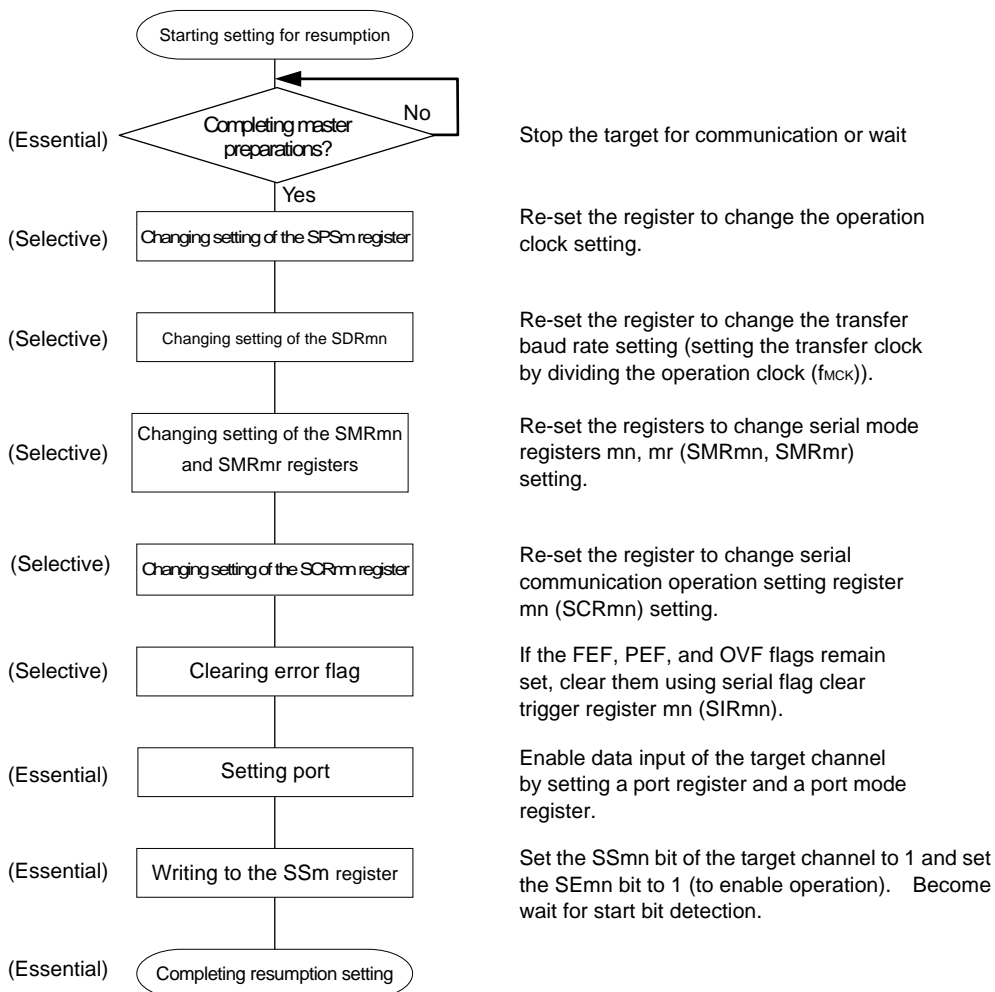 Starting setting for resumption
No
(Essential)
Completing master
preparations?
Stop the target for communication or wait
Yes
(Selective)
Changing setting of the SPSm register
Re-set the register to change the operation
clock setting.
(Selective)
Changing setting of the SDRmn
Re-set the register to change the transfer
baud rate setting (setting the transfer clock
by dividing the operation clock (fMCK)).
(Selective)
Changing setting of the SMRmn
and SMRmr registers
Re-set the registers to change serial mode
registers mn, mr (SMRmn, SMRmr)
setting.
(Selective)
Changing setting of the SCRmn register
Re-set the register to change serial
communication operation setting register
mn (SCRmn) setting.
(Selective)
Clearing error flag
If the FEF, PEF, and OVF flags remain
set, clear them using serial flag clear
trigger register mn (SIRmn).
(Essential)
Setting port
Enable data input of the target channel
by setting a port register and a port mode
register.
(Essential)
Writing to the SSm register
Set the SSmn bit of the target channel to 1 and set
the SEmn bit to 1 (to enable operation). Become
wait for start bit detection.
(Essential)
Completing resumption setting